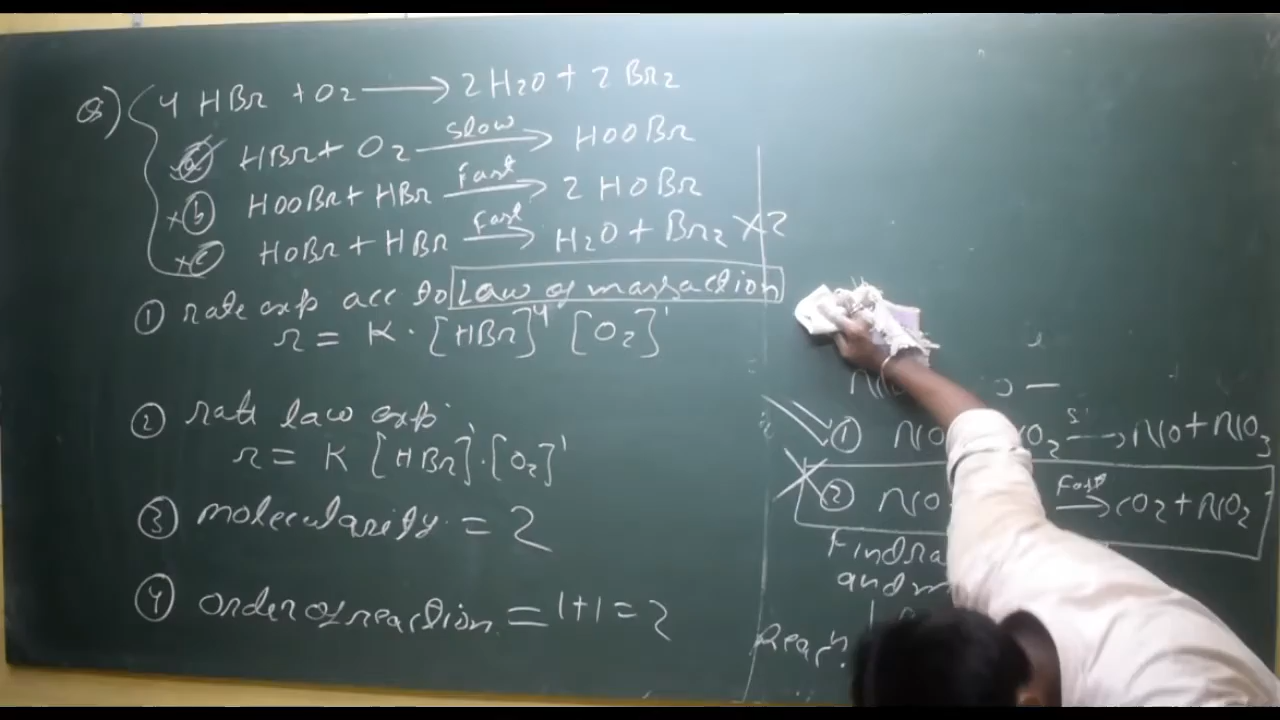 Q) 4 HBr + O2 → 2 H2O + 2 Br2
a HBr + O2 slow → HOOBr
×b HOOBr + HBr Fast → 2 HOBr
×c HOBr + HBr Fast → H2O + Br2 ×2
① rate exp acc to Law of massaction
r = K · [HBr]⁴ [O2]¹
② rate law exp
r = K [HBr]¹ · [O2]¹
③ molecularity = 2
④ order of reaction = 1+1 = 2
① NO O2 S → NO + NO3
② NO Fast → CO2 + NO2
Find ra
and m
Reac